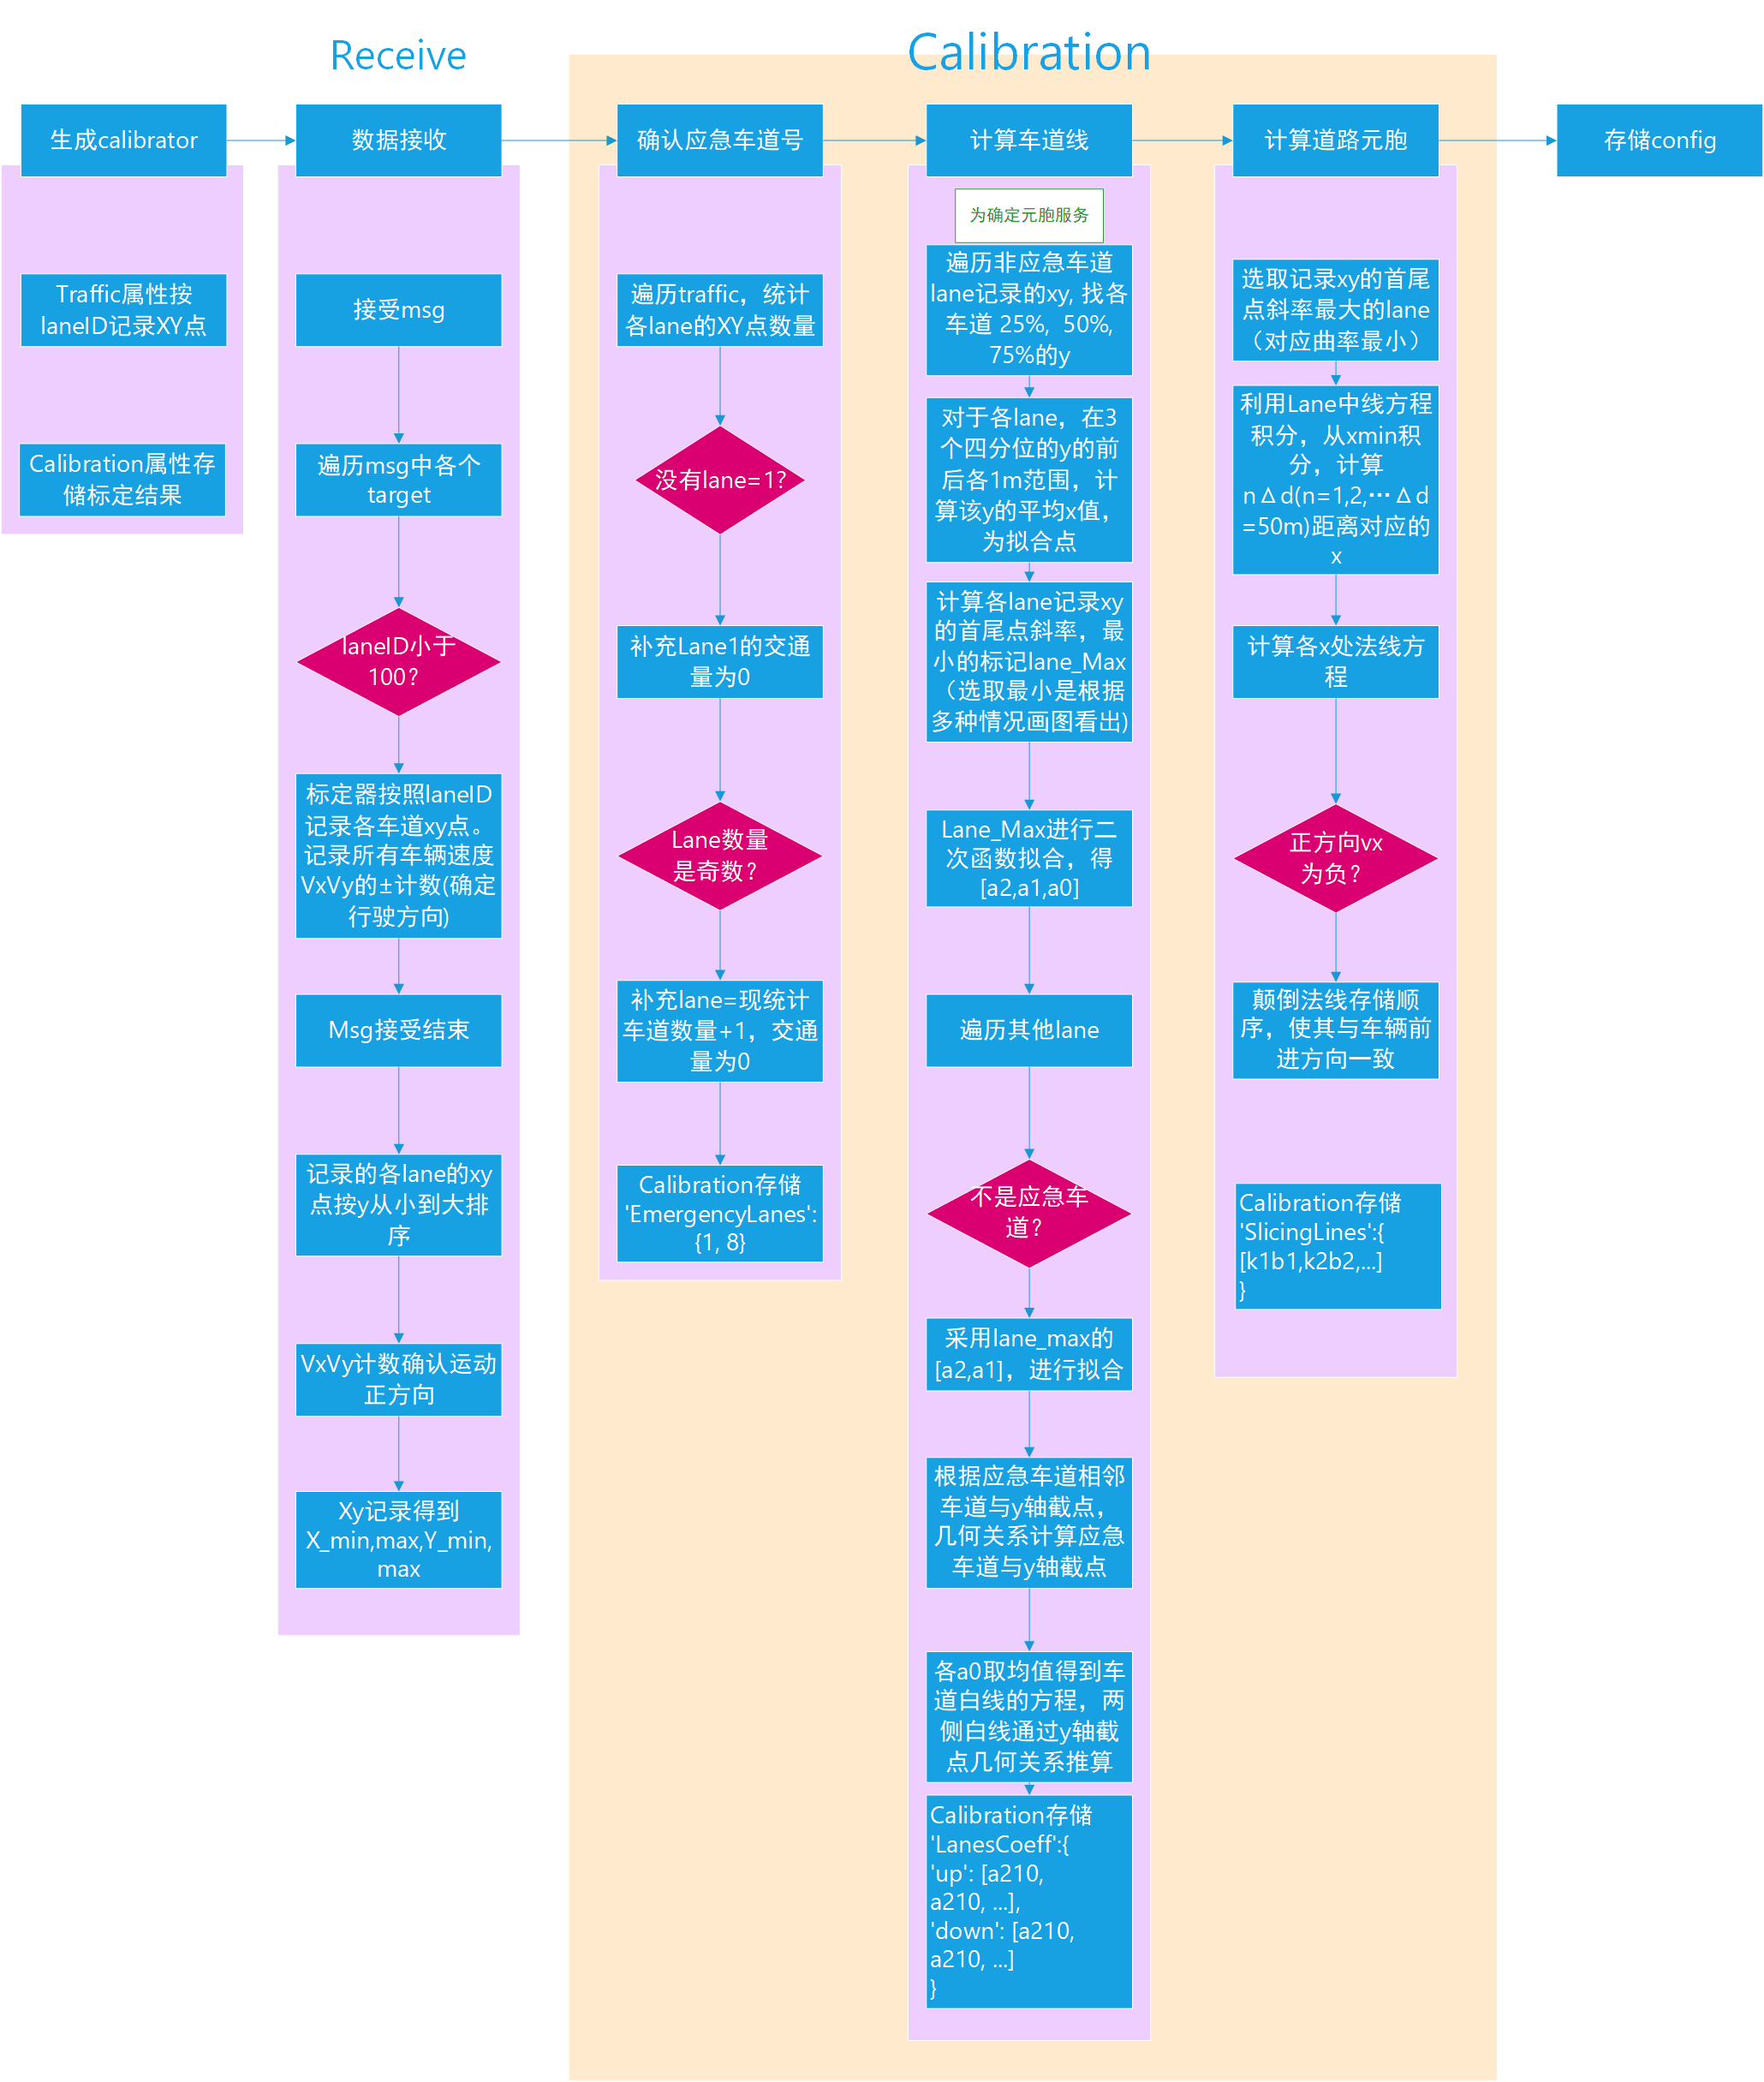 Receive
Calibration
生成calibrator
数据接收
确认应急车道号
计算车道线
计算道路元胞
存储config
Traffic属性按
laneID记录XY点
Calibration属性存
储标定结果
接受msg
遍历msg中各个
target
laneID小于
100？
标定器按照laneID
记录各车道xy点。
记录所有车辆速度
VxVy的±计数(确定
行驶方向)
Msg接受结束
记录的各lane的xy
点按y从小到大排
序
VxVy计数确认运动
正方向
Xy记录得到
X_min,max,Y_min,
max
遍历traffic，统计
各lane的XY点数量
没有lane=1?
补充Lane1的交通
量为0
Lane数量
是奇数？
补充lane=现统计
车道数量+1，交通
量为0
Calibration存储
'EmergencyLanes':
{1, 8}
为确定元胞服务
遍历非应急车道
lane记录的xy, 找各
车道 25%, 50%,
75%的y
对于各lane，在3
个四分位的y的前
后各1m范围，计
算该y的平均x值，
为拟合点
计算各lane记录xy
的首尾点斜率，最
小的标记lane_Max
（选取最小是根据
多种情况画图看出)
Lane_Max进行二
次函数拟合，得
[a2,a1,a0]
遍历其他lane
不是应急车
道？
采用lane_max的
[a2,a1]，进行拟合
根据应急车道相邻
车道与y轴截点，
几何关系计算应急
车道与y轴截点
各a0取均值得到车
道白线的方程，两
侧白线通过y轴截
点几何关系推算
Calibration存储
'LanesCoeff':{
'up': [a210,
a210, ...],
'down': [a210,
a210, ...]
}
选取记录xy的首尾
点斜率最大的lane
（对应曲率最小）
利用Lane中线方程
积分，从xmin积
分，计算
nΔd(n=1,2,…Δd
=50m)距离对应的
x
计算各x处法线方
程
正方向vx
为负？
颠倒法线存储顺
序，使其与车辆前
进方向一致
Calibration存储
'SlicingLines':{
[k1b1,k2b2,...]
}